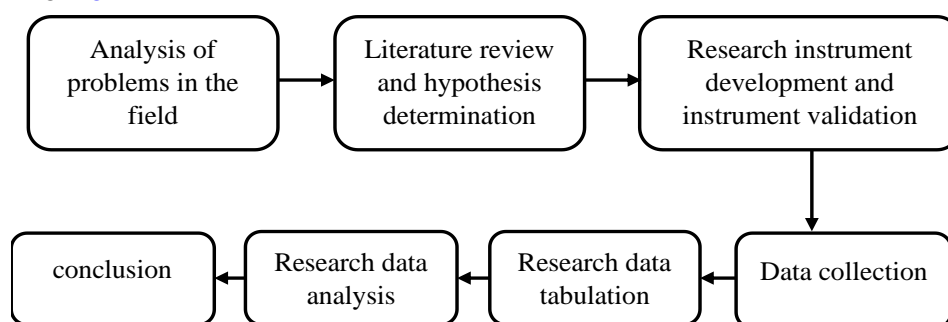 Analysis of
problems in the
field
Literature review
and hypothesis
determination
Research instrument
development and
instrument validation
Data collection
Research data
tabulation
Research data
analysis
conclusion